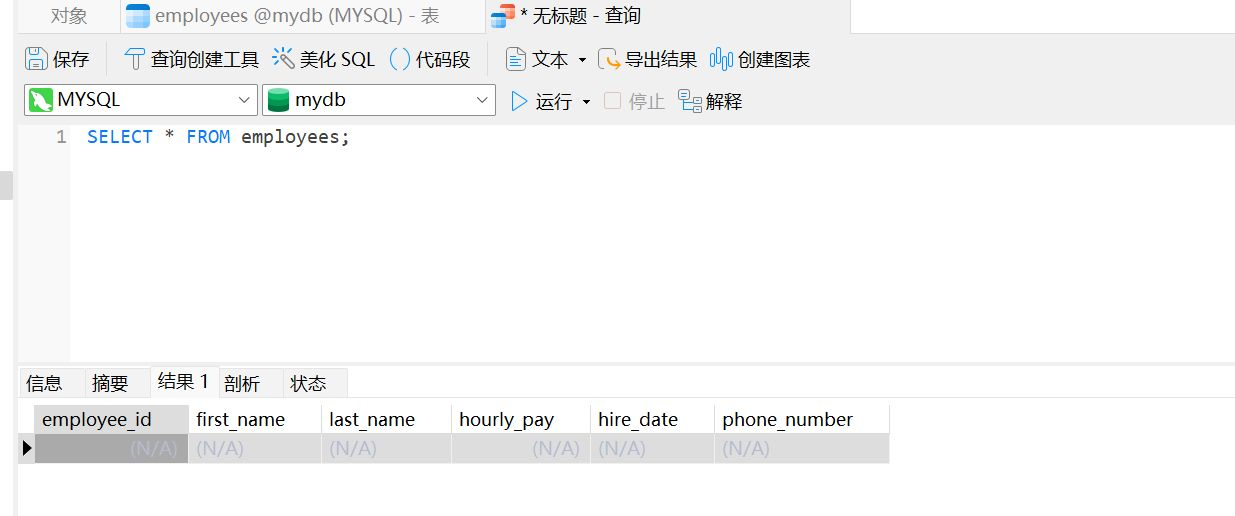 对象 employees @mydb (MYSQL) - 表 * 无标题 - 查询
保存 查询创建工具 美化 SQL () 代码段 文本 导出结果 创建图表
MYSQL mydb 运行 停止 解释
1 SELECT * FROM employees;
信息 摘要 结果 1 剖析 状态
employee_id first_name last_name hourly_pay hire_date phone_number
(N/A) (N/A) (N/A) (N/A) (N/A) (N/A)